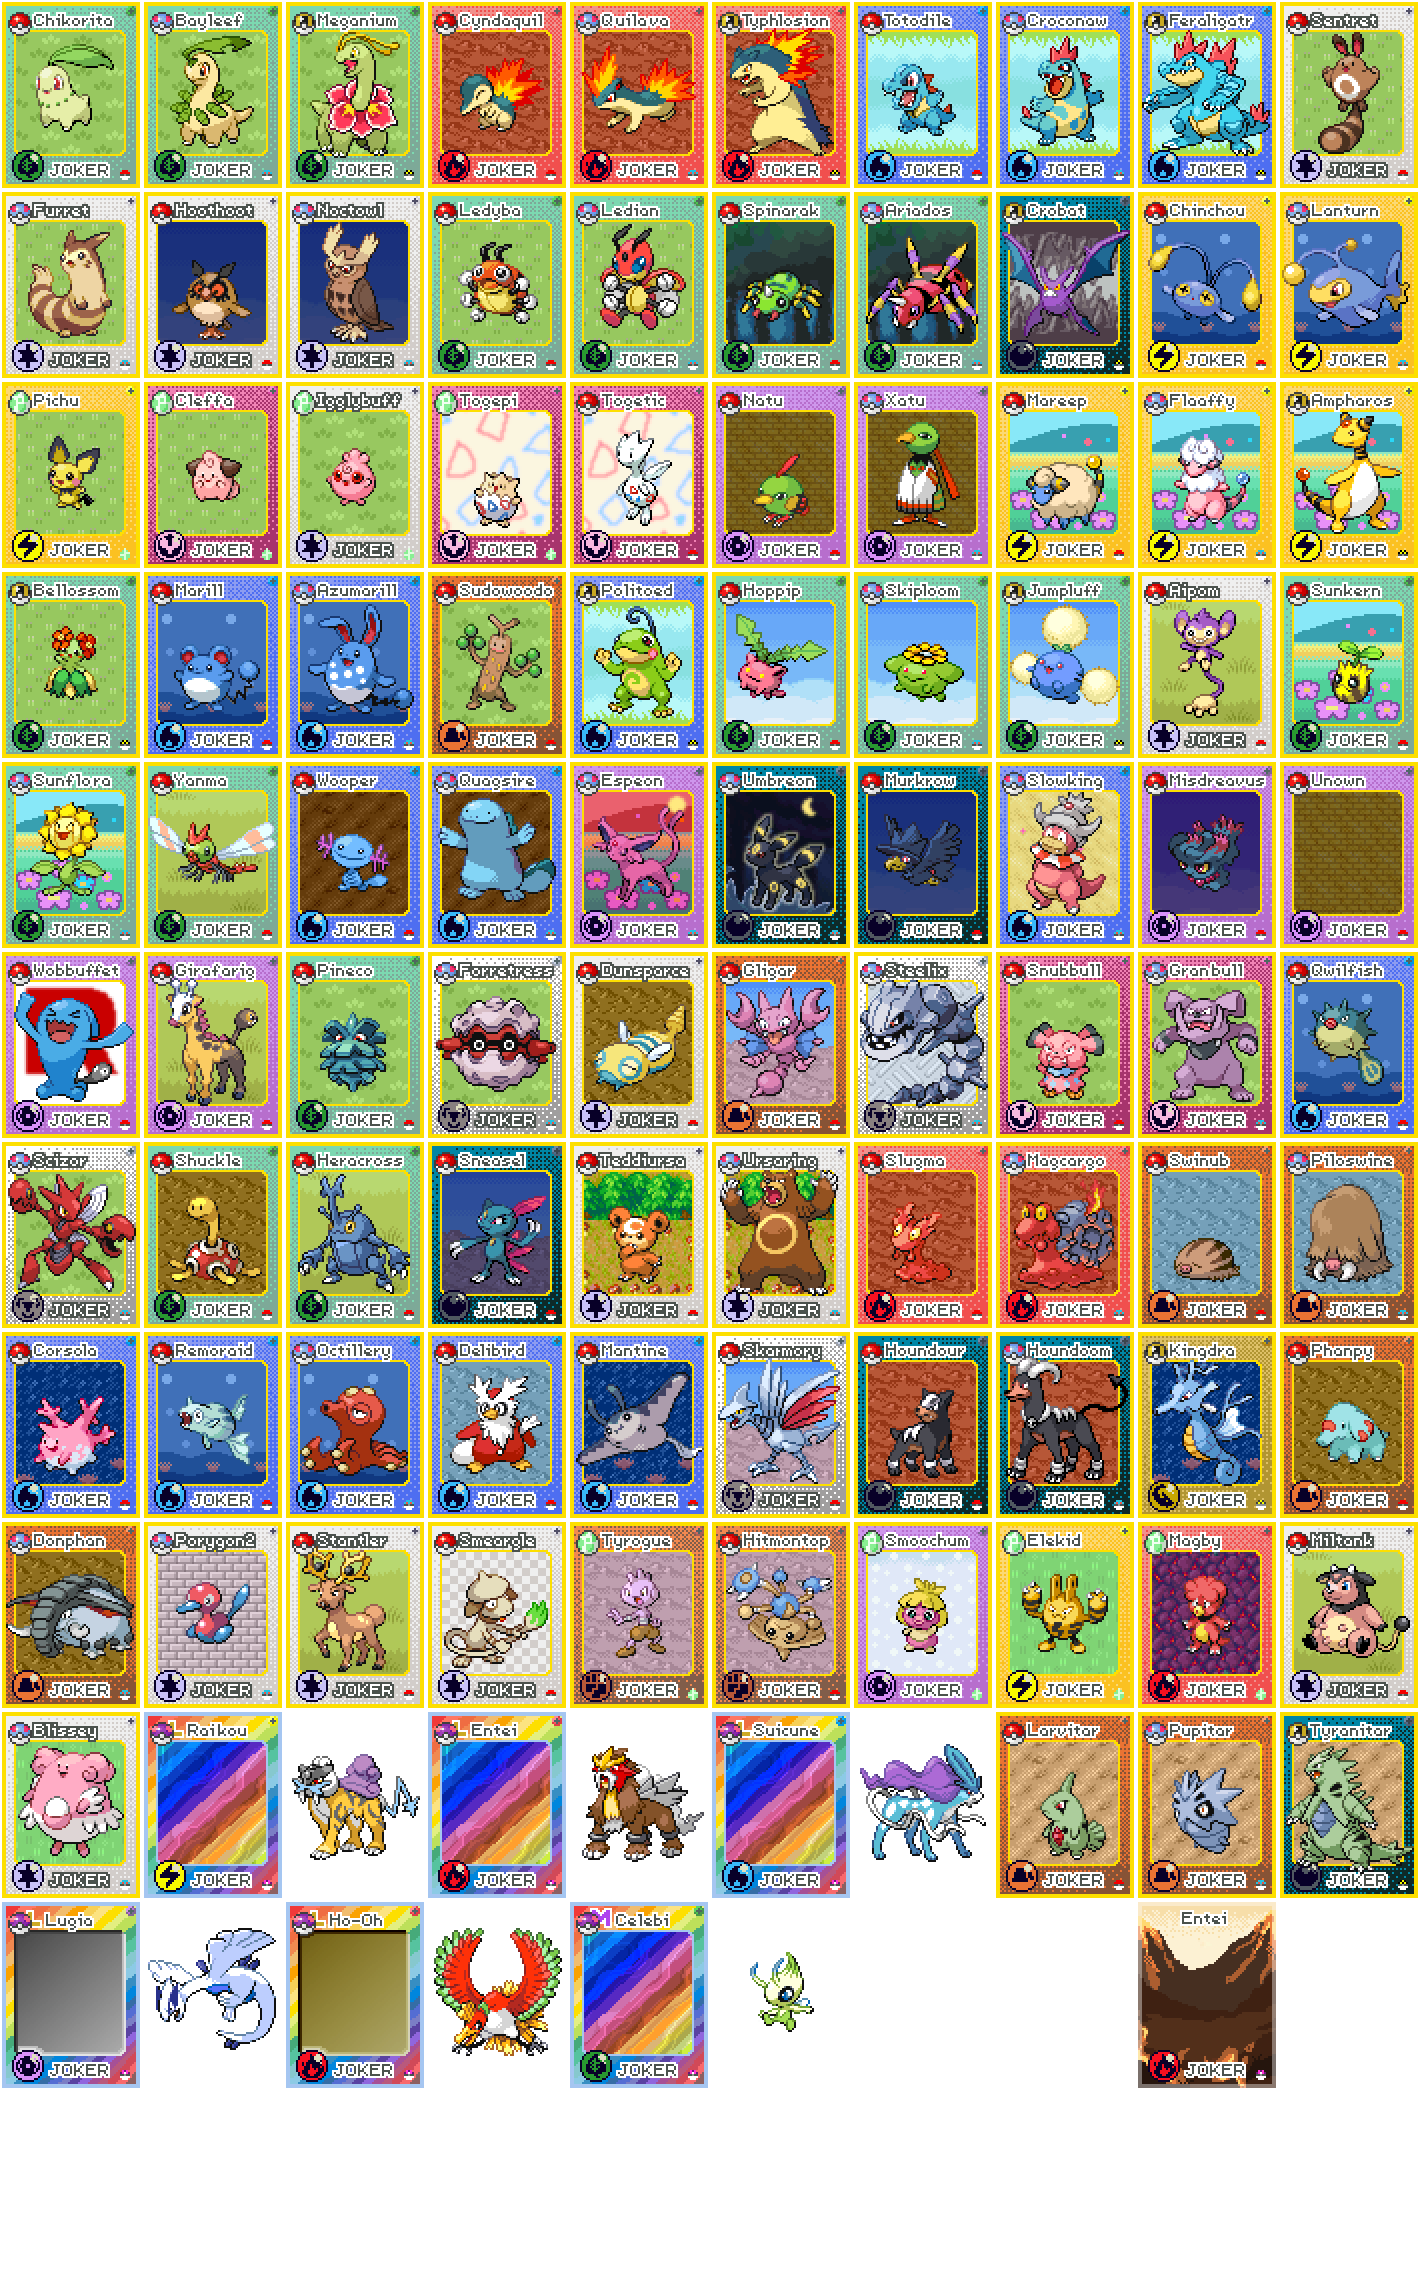 Chikorita Bayleef Meganium Cyndaquil Quilava Typhlosion Totodile Croconaw Feraligatr Sentret
JOKER JOKER JOKER JOKER JOKER JOKER JOKER JOKER JOKER JOKER
Furret Hoothoot Noctowl Ledyba Ledian Spinarak Ariados Crobat Chinchou Lanturn
JOKER JOKER JOKER JOKER JOKER JOKER JOKER JOKER JOKER JOKER
Pichu Cleffa Igglybuff Togepi Togetic Natu Xatu Mareep Flaaffy Ampharos
JOKER JOKER JOKER JOKER JOKER JOKER JOKER JOKER JOKER JOKER
Bellossom Marill Azumarill Sudowoodo Politoed Hoppip Skiploom Jumpluff Aipom Sunkern
JOKER JOKER JOKER JOKER JOKER JOKER JOKER JOKER JOKER JOKER
Sunflora Yanma Wooper Quagsire Espeon Umbreon Murkrow Slowking Misdreavus Unown
JOKER JOKER JOKER JOKER JOKER JOKER JOKER JOKER JOKER JOKER
Wobbuffet Girafarig Pineco Forretress Dunsparce Gligar Steelix Snubbull Granbull Qwilfish
JOKER JOKER JOKER JOKER JOKER JOKER JOKER JOKER JOKER JOKER
Scizor Shuckle Heracross Sneasel Teddiursa Ursaring Slugma Magcargo Swinub Piloswine
JOKER JOKER JOKER JOKER JOKER JOKER JOKER JOKER JOKER JOKER
Corsola Remoraid Octillery Delibird Mantine Skarmory Houndour Houndoom Kingdra Phanpy
JOKER JOKER JOKER JOKER JOKER JOKER JOKER JOKER JOKER JOKER
Donphan Porygon2 Stantler Smeargle Tyrogue Hitmontop Smoochum Elekid Magby Miltank
JOKER JOKER JOKER JOKER JOKER JOKER JOKER JOKER JOKER JOKER
Blissey L Raikou L Entei L Suicune Larvitar Pupitar Tyranitar
JOKER JOKER JOKER JOKER JOKER JOKER JOKER
L Lugia L Ho-Oh M Celebi Entei
JOKER JOKER JOKER JOKER